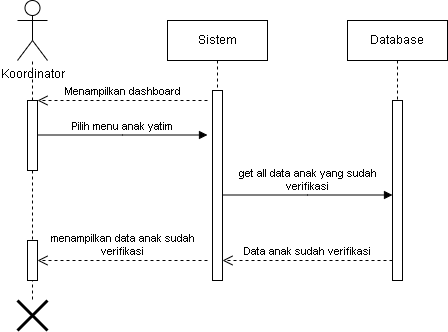 Sistem
Database
Koordinator
Menampilkan dashboard
Pilih menu anak yatim
get all data anak yang sudah
verifikasi
menampilkan data anak sudah
verifikasi
Data anak sudah verifikasi